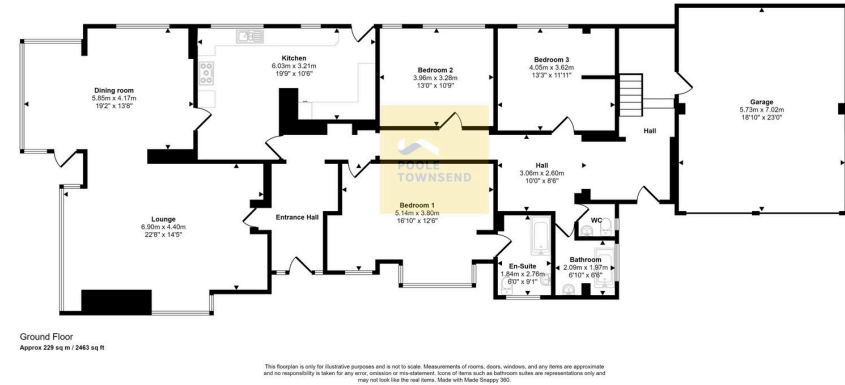 Dining room
5.85m x 4.17m
19'2" x 13'8"
Kitchen
6.03m x 3.21m
19'9" x 10'6"
Bedroom 2
3.96m x 3.28m
13'0" x 10'9"
Bedroom 3
4.05m x 3.62m
13'3" x 11'11"
Garage
5.73m x 7.02m
18'10" x 23'0"
Hall
Hall
3.06m x 2.60m
10'0" x 8'6"
POOLE
TOWNSEND
Lounge
6.90m x 4.40m
22'8" x 14'5"
Entrance Hall
Bedroom 1
5.14m x 3.80m
16'10" x 12'6"
WC
En-Suite
1.84m x 2.76m
6'0" x 9'1"
Bathroom
2.09m x 1.97m
6'10" x 6'6"
Ground Floor
Approx 229 sq m / 2463 sq ft
This floorplan is only for illustrative purposes and is not to scale. Measurements of rooms, doors, windows, and any items are approximate
and no responsibility is taken for any error, omission or mis-statement. Icons of items such as bathroom suites are representations only and
may not look like the real items. Made with Made Snappy 360.